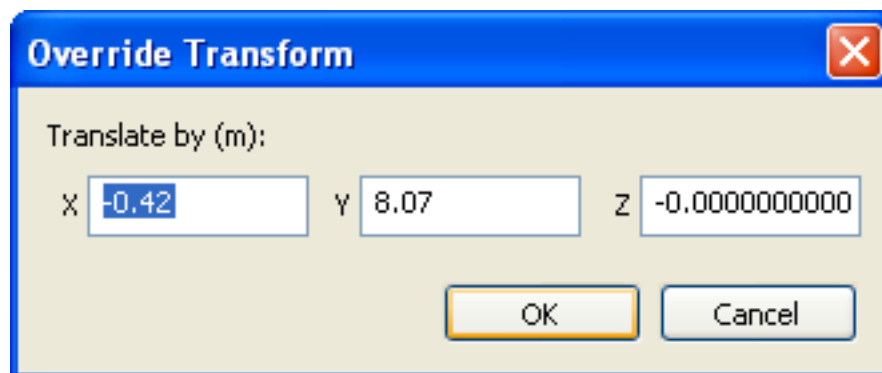 Override Transform
Translate by (m):
X -0.42 Y 8.07 Z -0.0000000000
OK Cancel